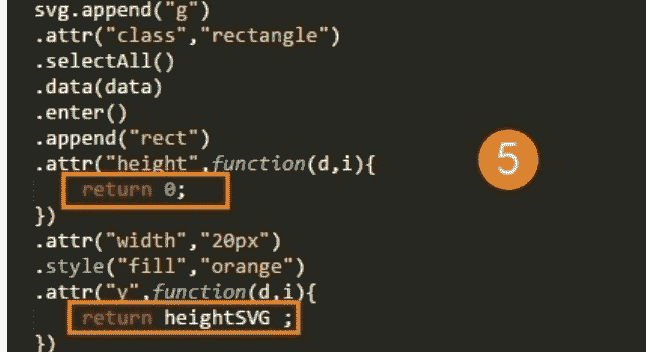 svg.append("g")
.attr("class","rectangle")
.selectAll()
.data(data)
.enter()
.append("rect")
.attr("height",function(d,i){
return 0;
})
.attr("width","20px")
.style("fill","orange")
.attr("y",function(d,i){
return heightSVG ;
})
5